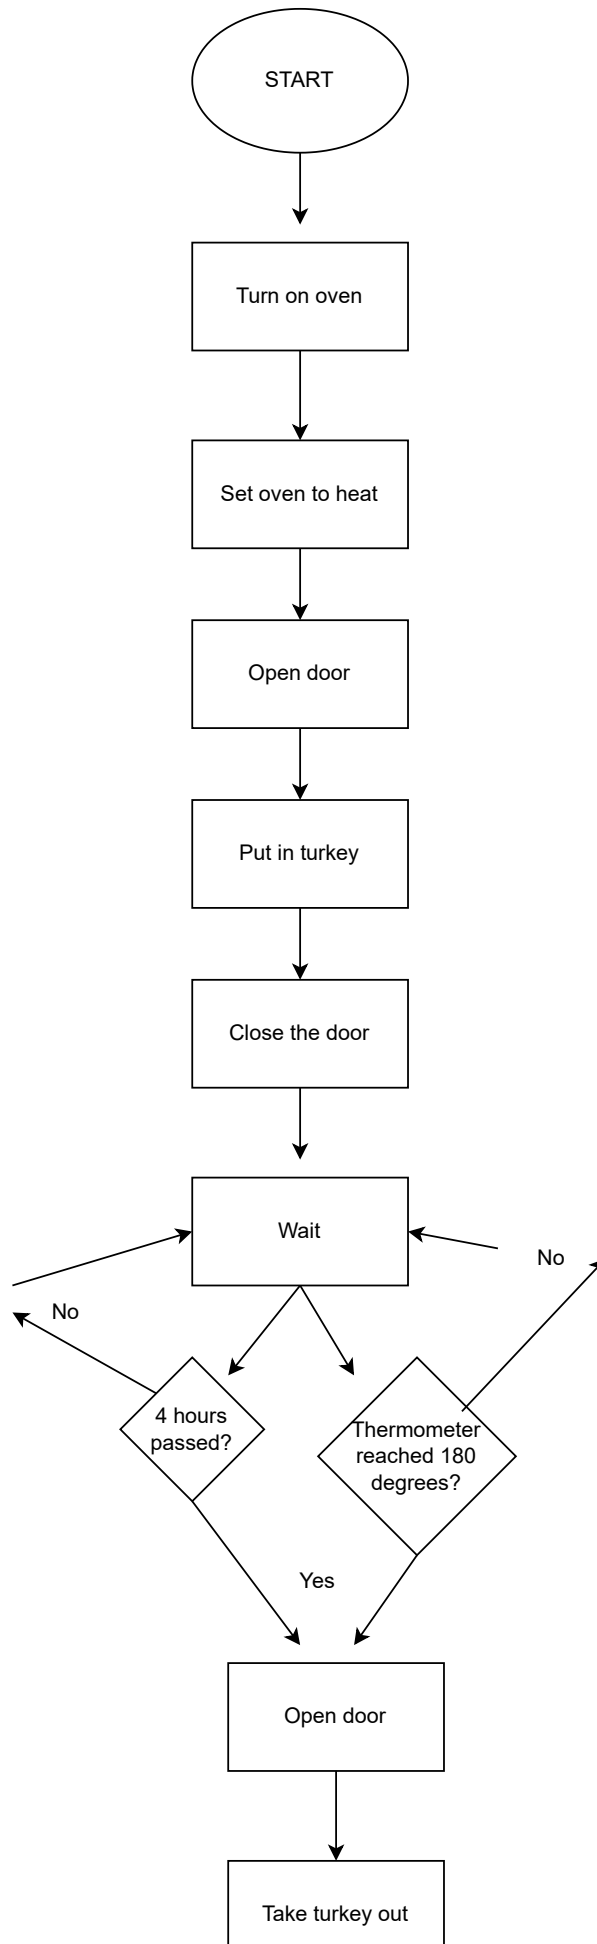 START
Turn on oven
Set oven to heat
Open door
Put in turkey
Close the door
Wait
No
No
4 hours
passed?
Thermometer
reached 180
degrees?
Yes
Open door
Take turkey out